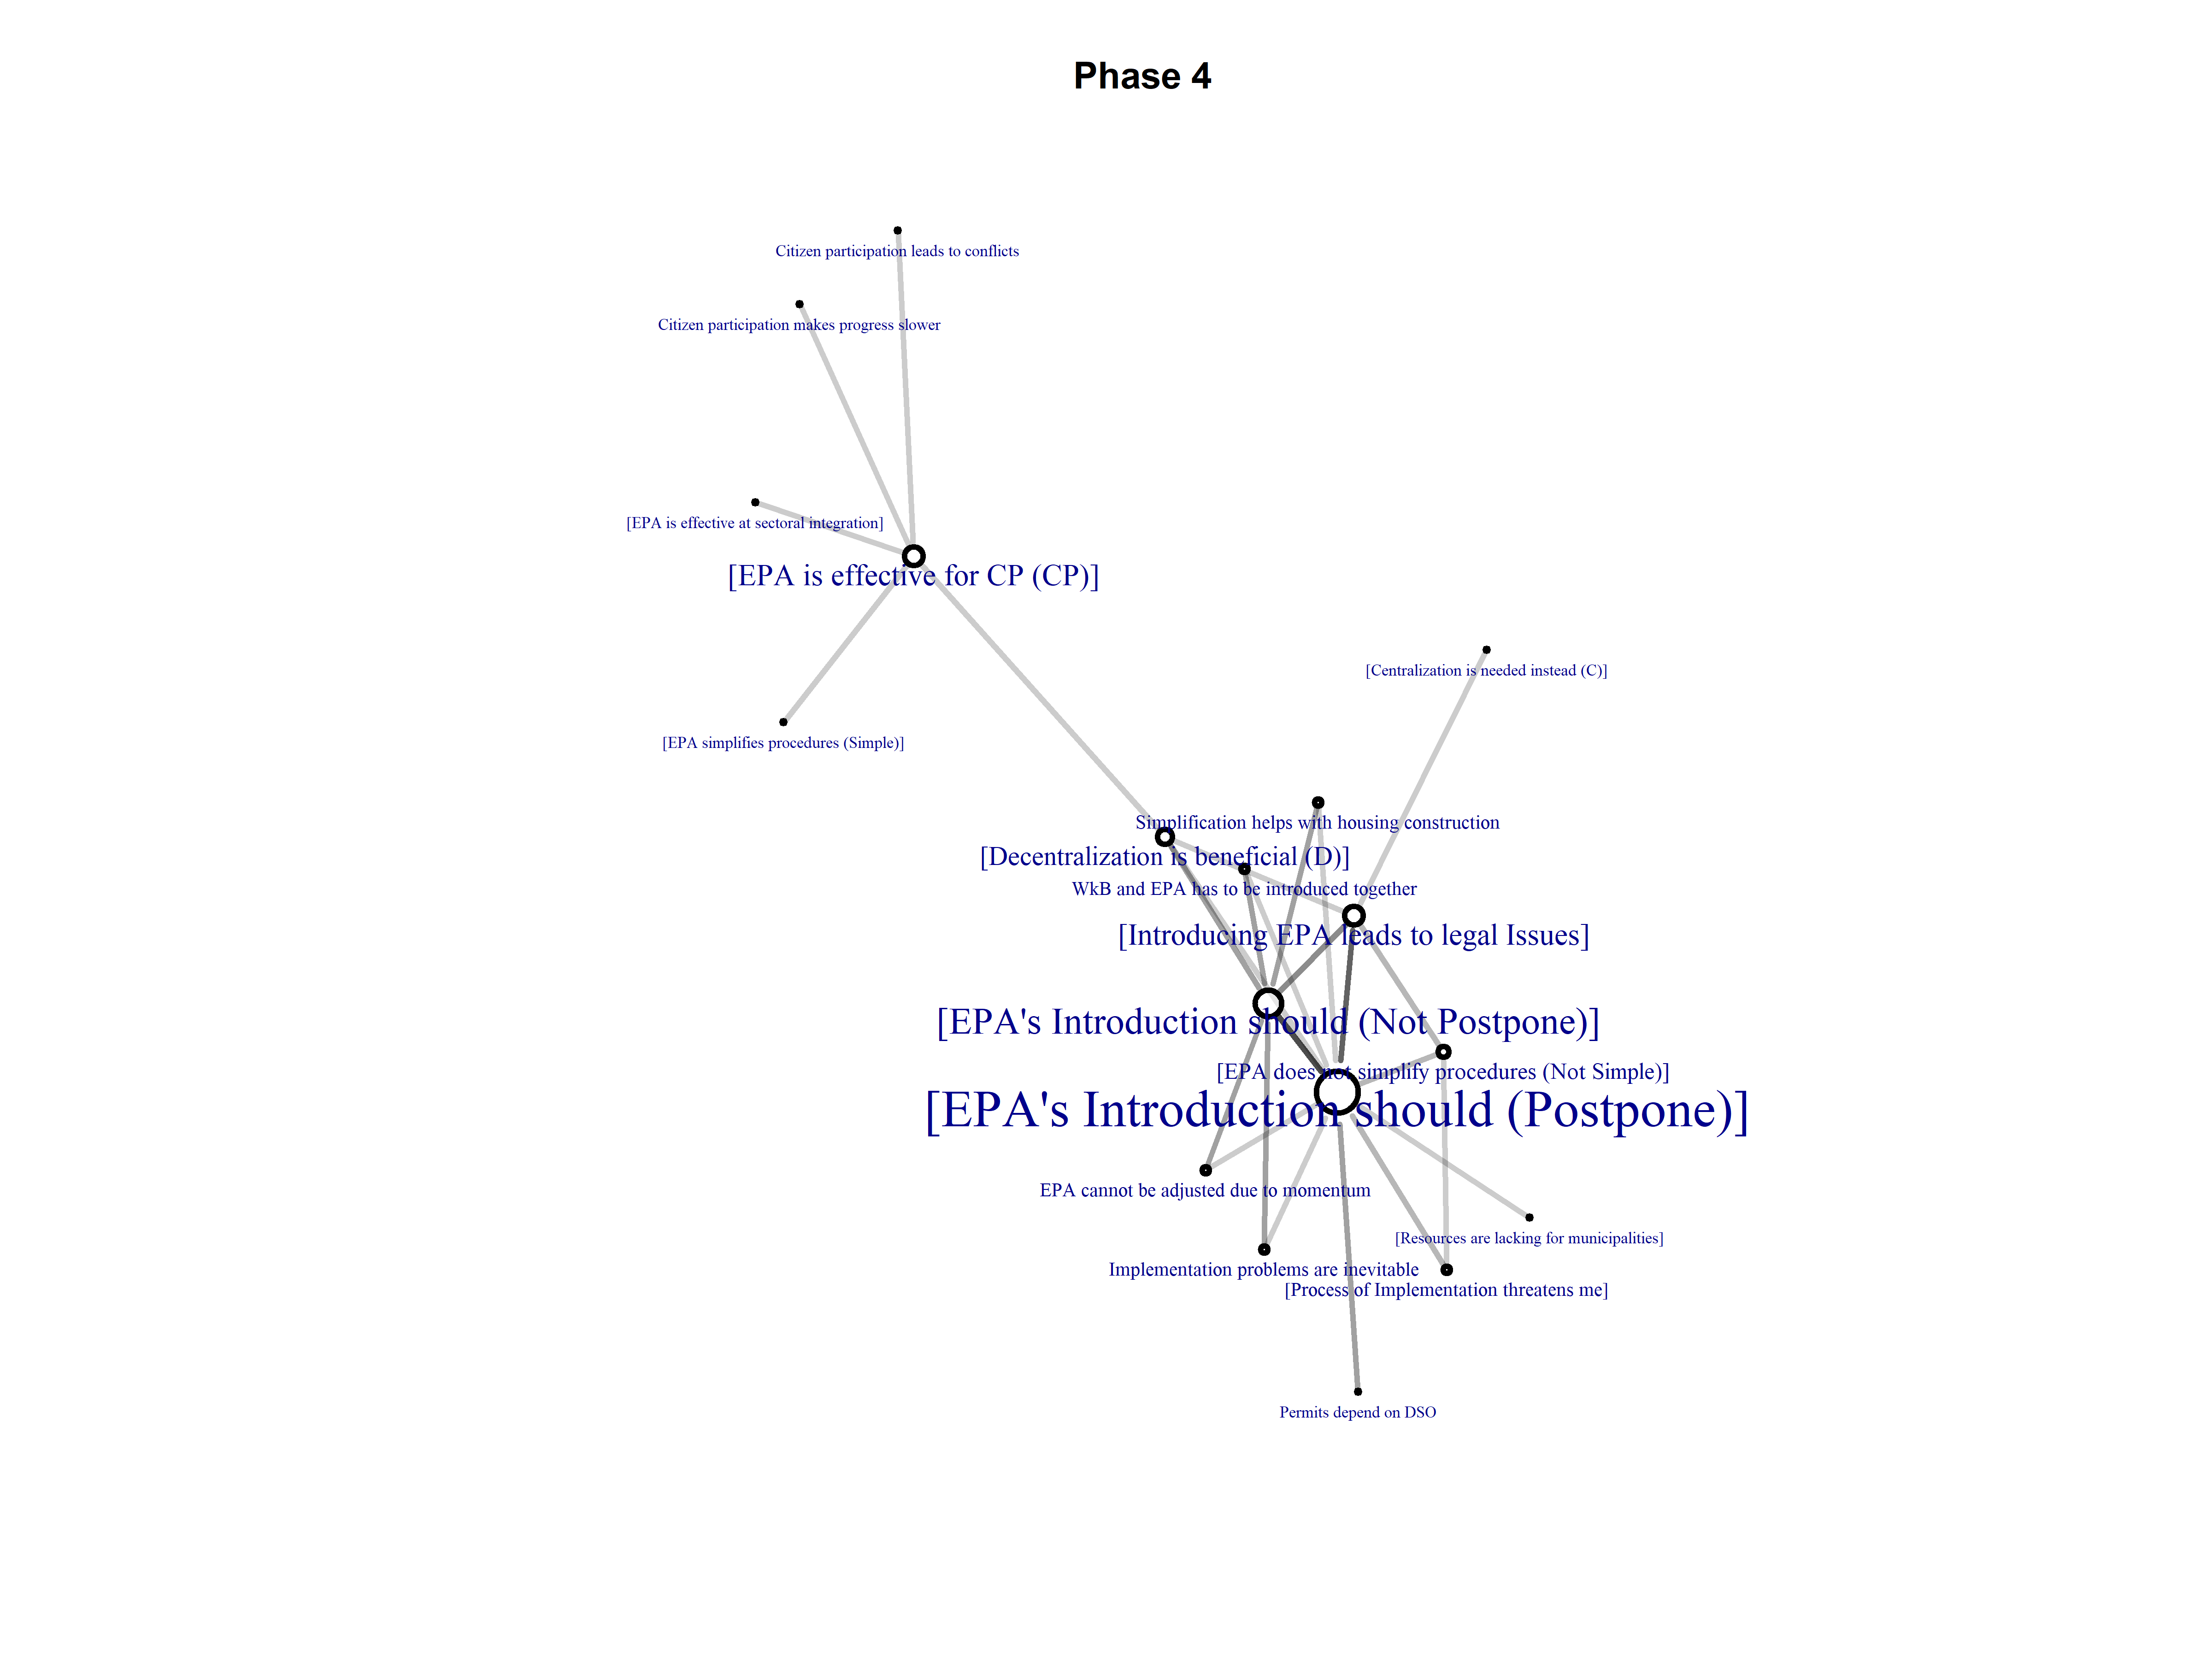 Phase 4
Citizen participation leads to conflicts
Citizen participation makes progress slower
[EPA is effective at sectoral integration]
[EPA is effective for CP (CP)]
[Centralization is needed instead (C)]
[EPA simplifies procedures (Simple)]
Simplification helps with housing construction
[Decentralization is beneficial (D)]
WkB and EPA has to be introduced together
[Introducing EPA leads to legal Issues]
[EPA's Introduction should (Not Postpone)]
[EPA does not simplify procedures (Not Simple)]
[EPA's Introduction should (Postpone)]
EPA cannot be adjusted due to momentum
[Resources are lacking for municipalities]
Implementation problems are inevitable
[Process of Implementation threatens me]
Permits depend on DSO